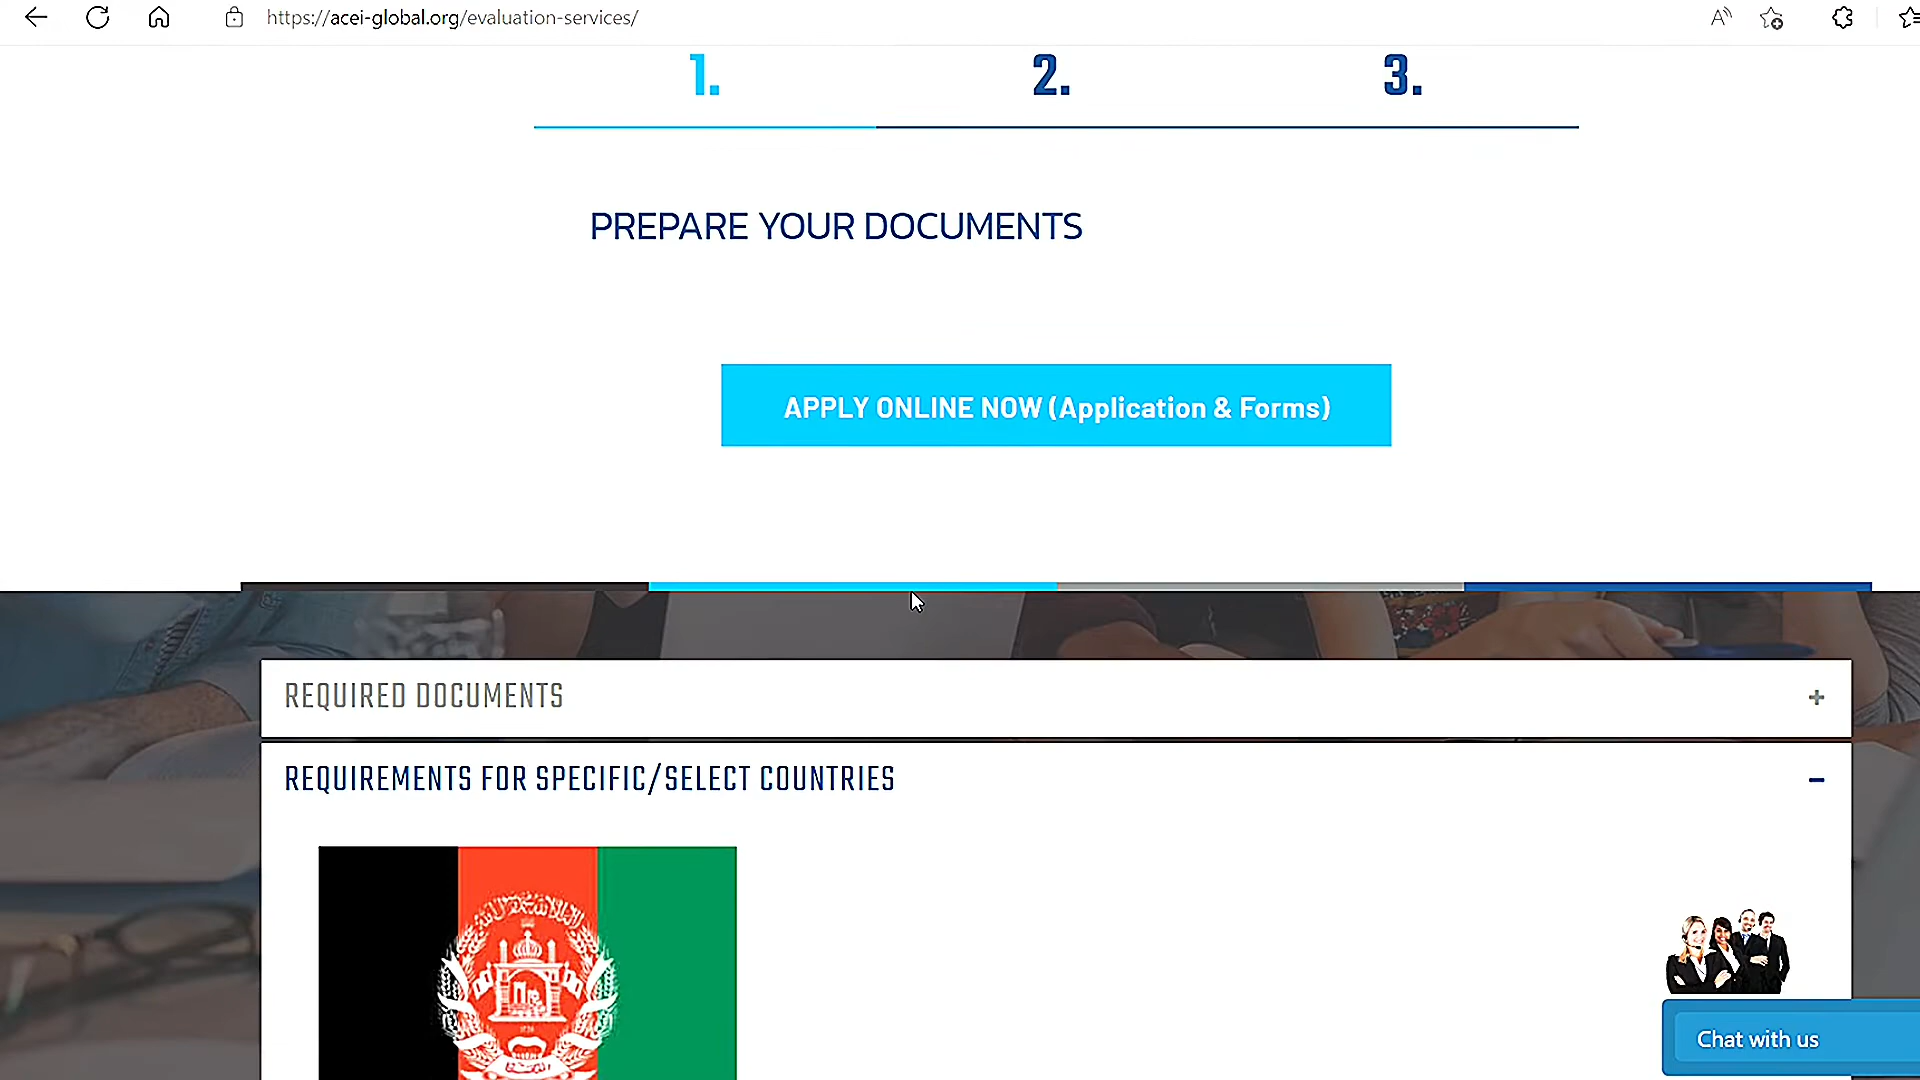 https://acei-global.org/evaluation-services/
1. 2. 3.
PREPARE YOUR DOCUMENTS
APPLY ONLINE NOW (Application & Forms)
REQUIRED DOCUMENTS +
REQUIREMENTS FOR SPECIFIC/SELECT COUNTRIES −
Chat with us